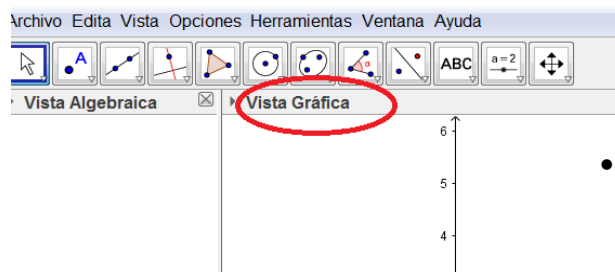 Archivo Edita Vista Opciones Herramientas Ventana Ayuda
A
α
ABC
a=2
Vista Algebraica
Vista Gráfica
6
5
4